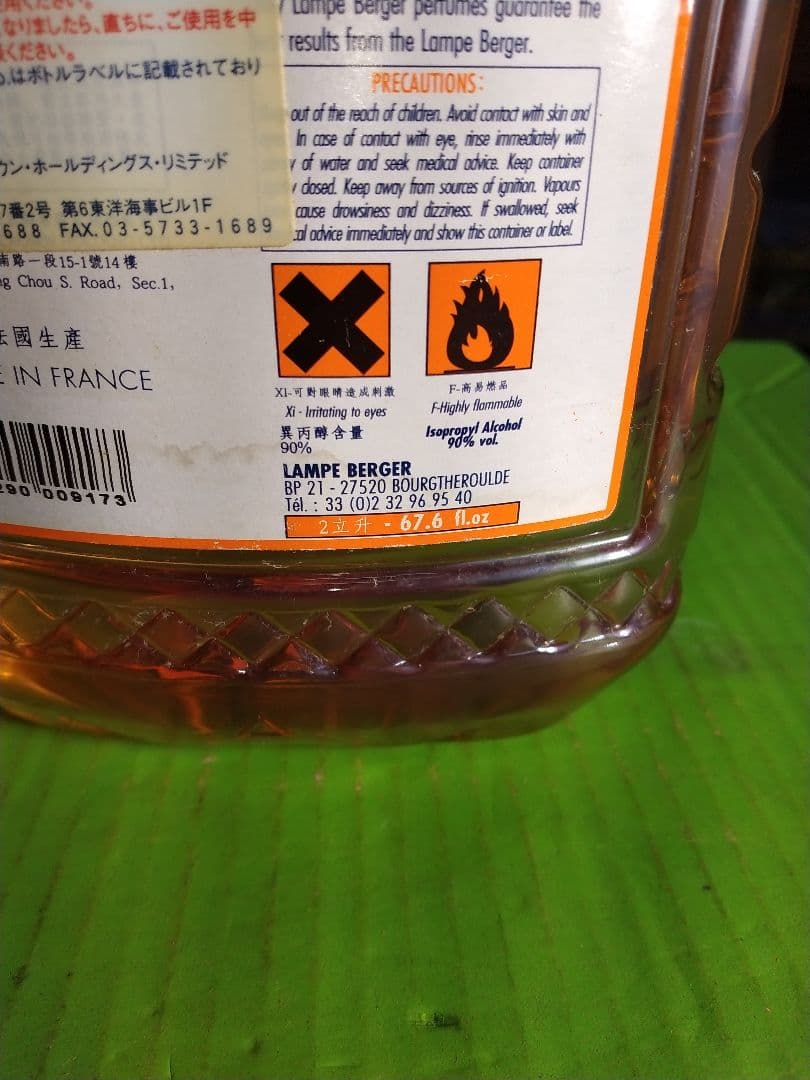 なりましたら、直ちに、ご使用を中
ください。
はボトルラベルに記載されており
ウン・ホールディングス・リミテッド
7番2号 第6東洋海事ビル1F
688 FAX.03-5733-1689
南路一段15-1號14樓
Chou S. Road, Sec.1,
國生產
IN FRANCE
290 009173
Lampe Berger perfumes guarantee the
results from the Lampe Berger.
PRECAUTIONS:
out of the reach of children. Avoid contact with skin and
In case of contact with eye, rinse immediately with
of water and seek medical advice. Keep container
closed. Keep away from sources of ignition. Vapours
cause drowsiness and dizziness. If swallowed, seek
advice immediately and show this container or label.
XI-可對眼睛造成刺激
Xi - Irritating to eyes
異丙醇含量
90%
F-高易燃品
F-Highly flammable
Isopropyl Alcohol
90% vol.
LAMPE BERGER
BP 21 - 27520 BOURGTHEROULDE
Tél. : 33 (0)2 32 96 95 40
2立升 - 67.6 fl.oz